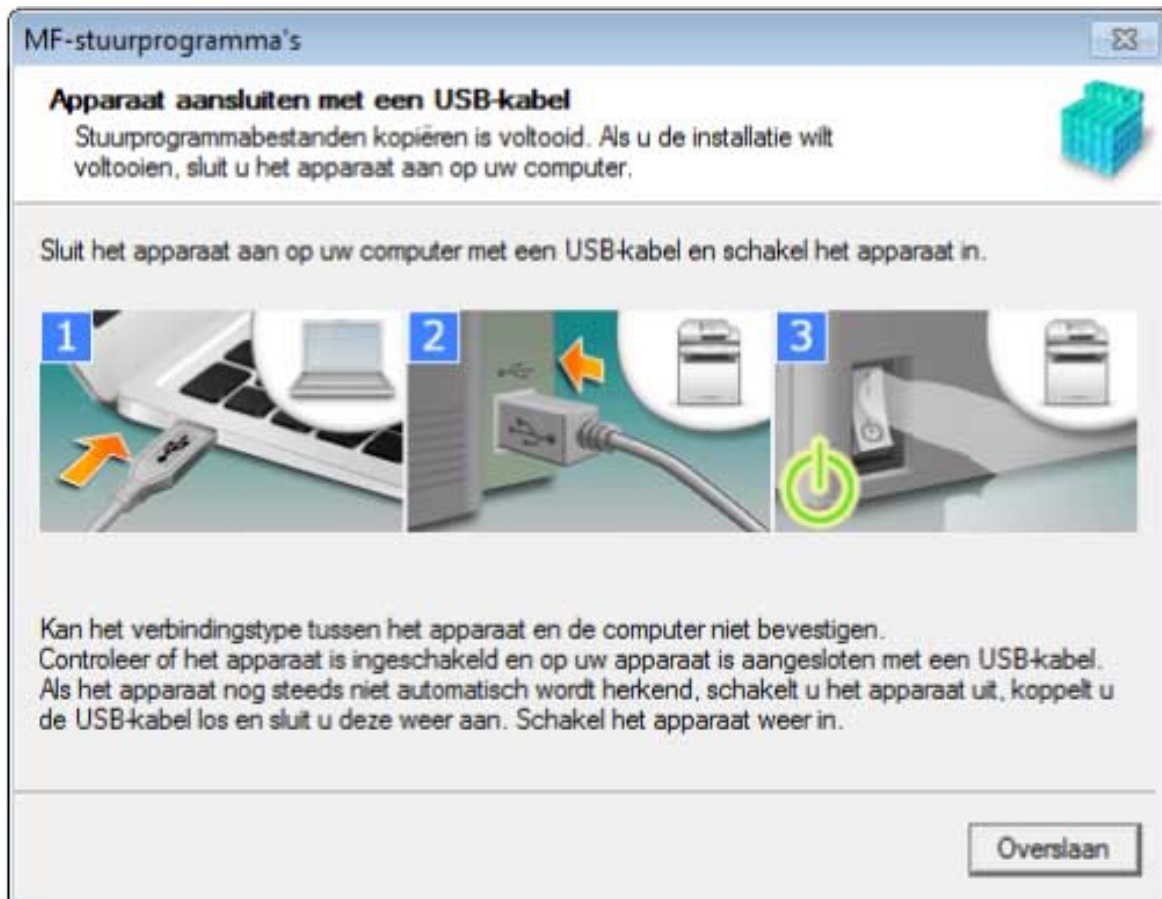 MF-stuurprogramma's
Apparaat aansluiten met een USB-kabel
Stuurprogrammabestanden kopiëren is voltooid. Als u de installatie wilt
voltooien, sluit u het apparaat aan op uw computer.
Sluit het apparaat aan op uw computer met een USB-kabel en schakel het apparaat in.
1
2
3
Kan het verbindingstype tussen het apparaat en de computer niet bevestigen.
Controleer of het apparaat is ingeschakeld en op uw apparaat is aangesloten met een USB-kabel.
Als het apparaat nog steeds niet automatisch wordt herkend, schakelt u het apparaat uit, koppelt u
de USB-kabel los en sluit u deze weer aan. Schakel het apparaat weer in.
Overslaan